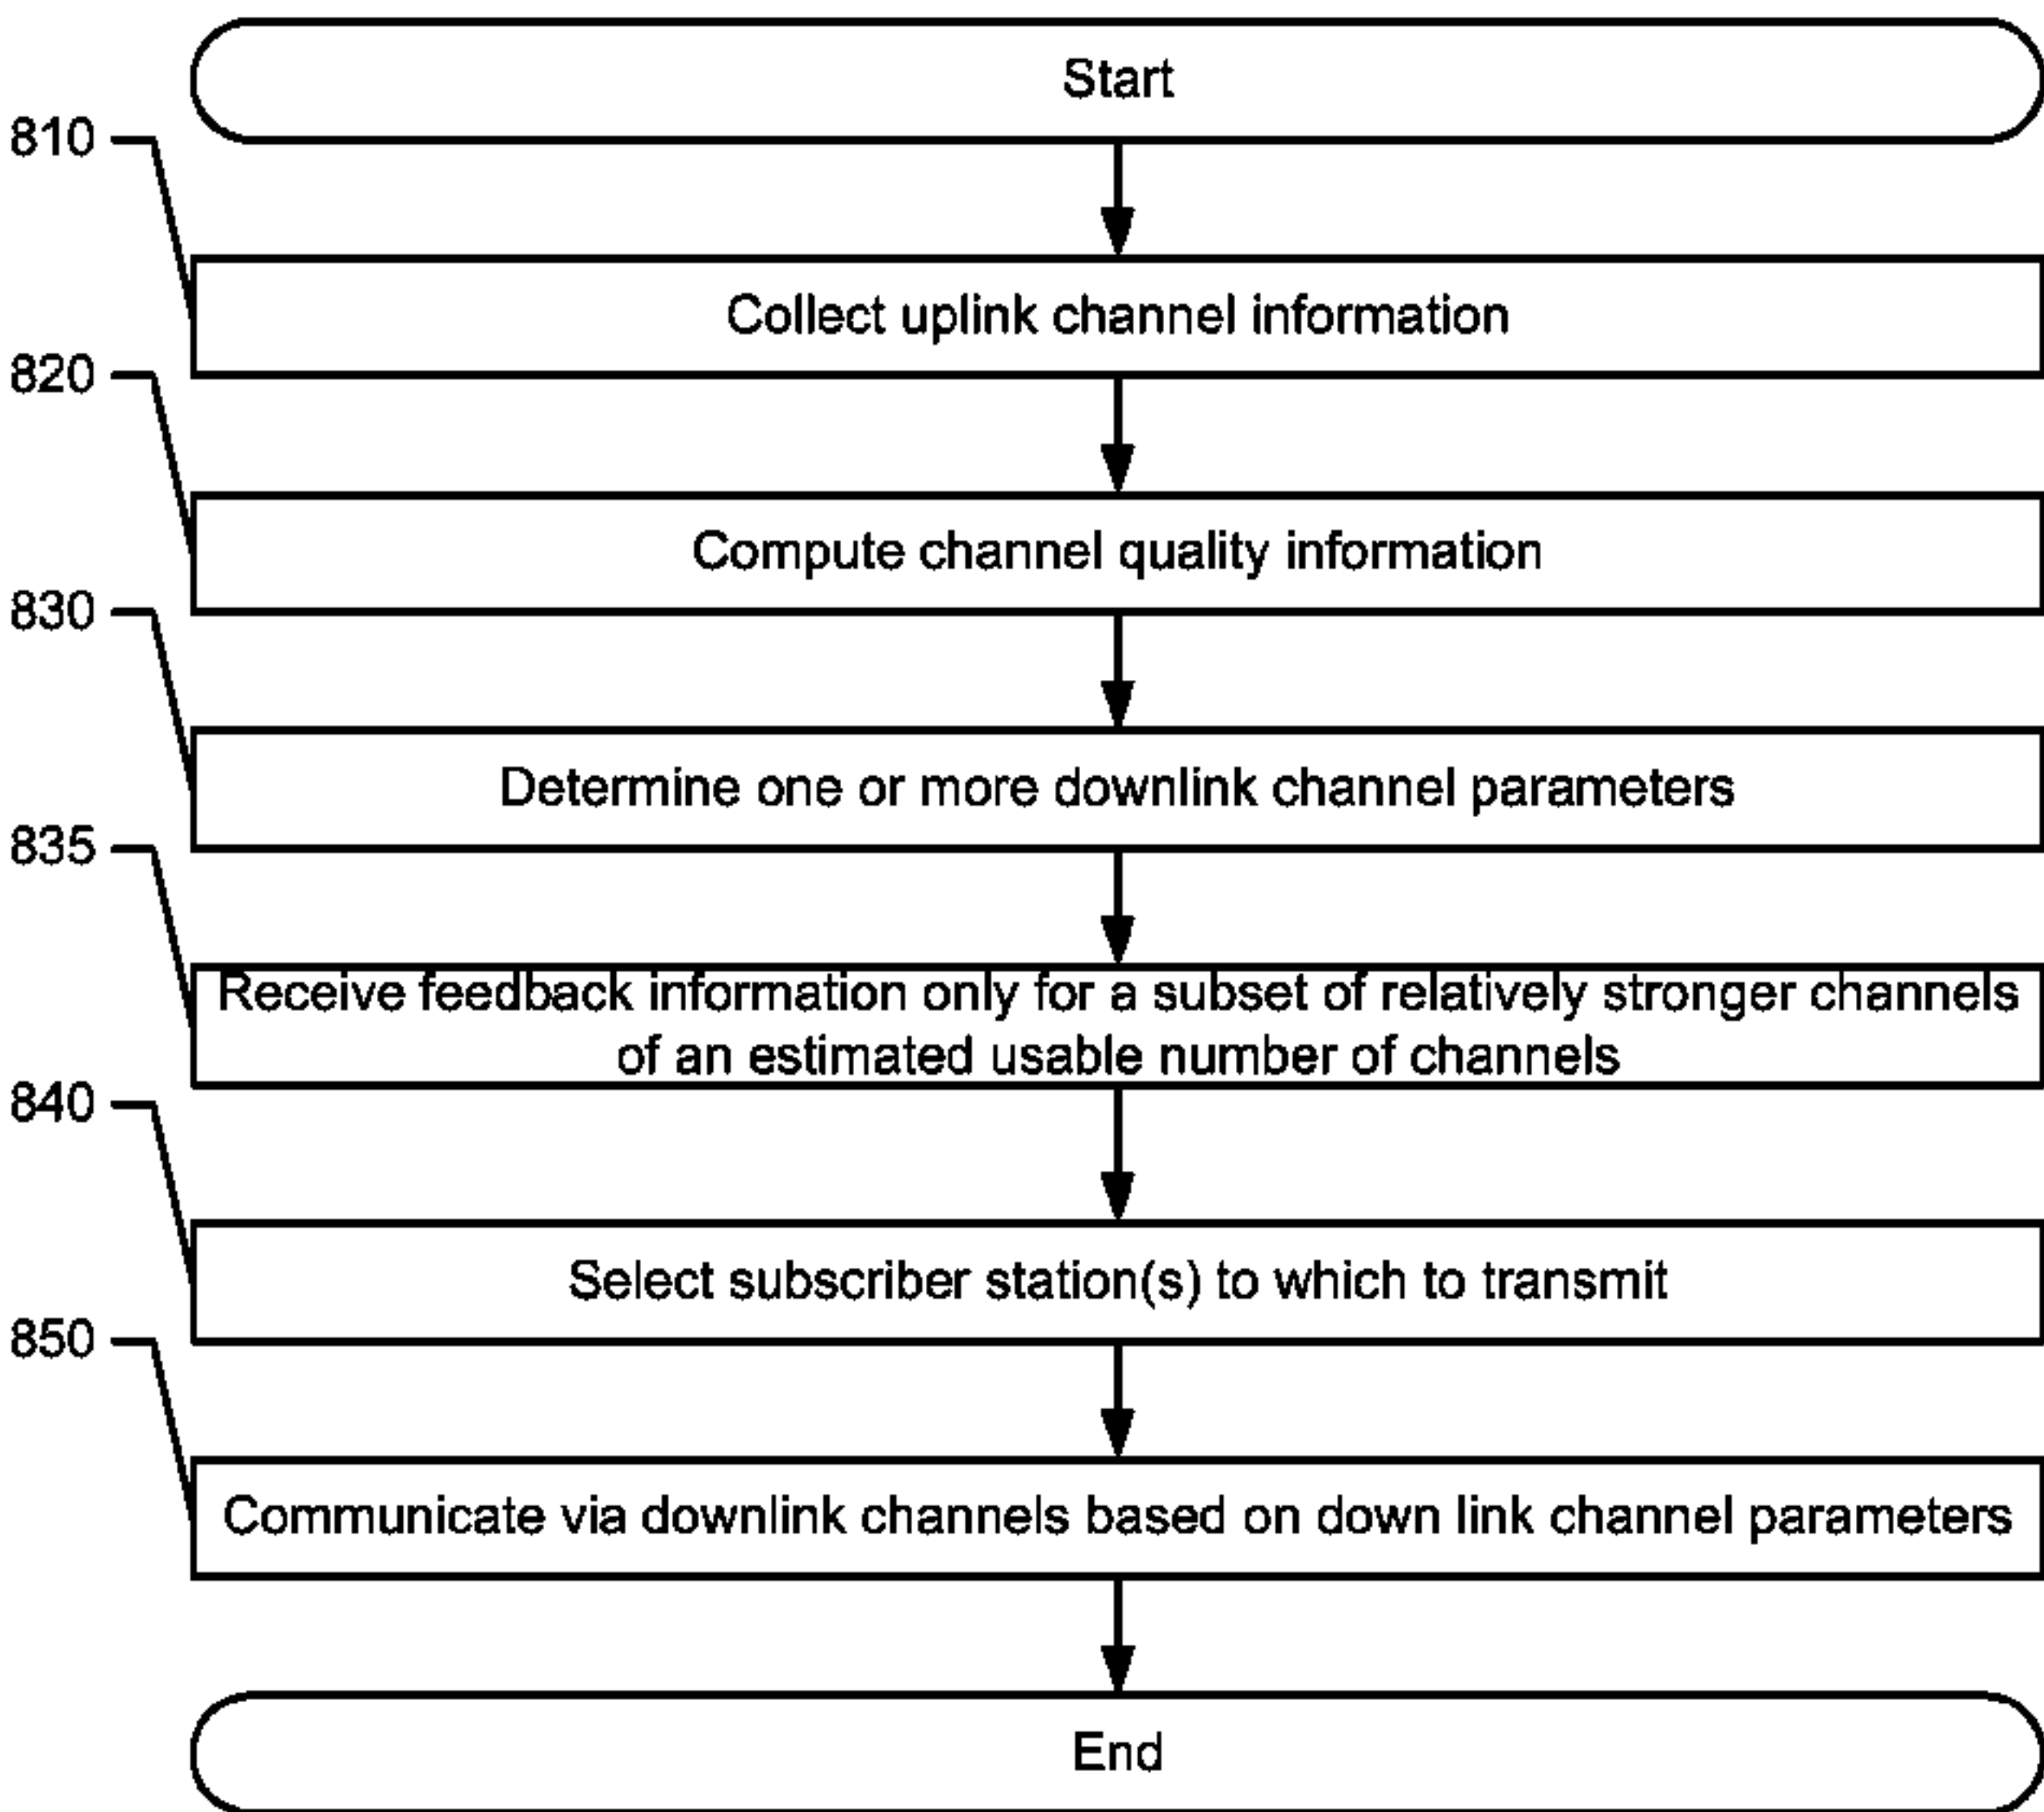 Start
810
Collect uplink channel information
820
Compute channel quality information
830
Determine one or more downlink channel parameters
835
Receive feedback information only for a subset of relatively stronger channels
of an estimated usable number of channels
840
Select subscriber station(s) to which to transmit
850
Communicate via downlink channels based on down link channel parameters
End